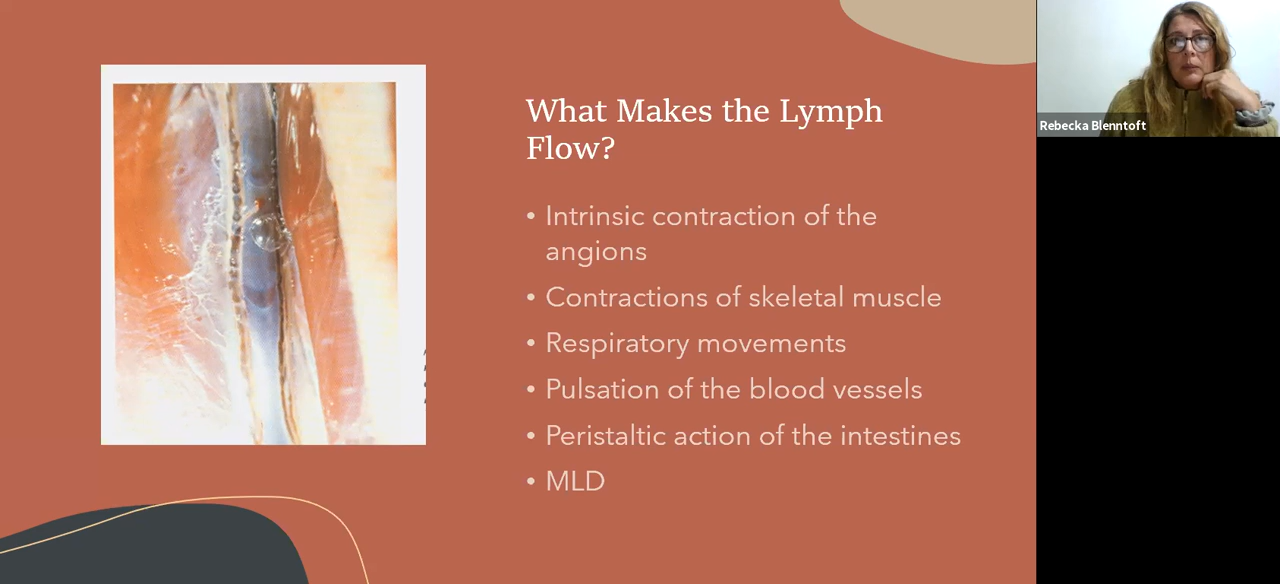 What Makes the Lymph
Flow?
• Intrinsic contraction of the
angions
• Contractions of skeletal muscle
• Respiratory movements
• Pulsation of the blood vessels
• Peristaltic action of the intestines
• MLD
Rebecka Blenntoft